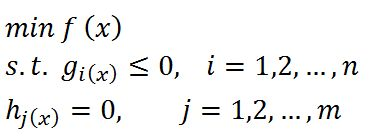 min f (x)
s.t. g_{i(x)} ≤ 0, i = 1,2, ..., n
h_{j(x)} = 0, j = 1,2, ..., m